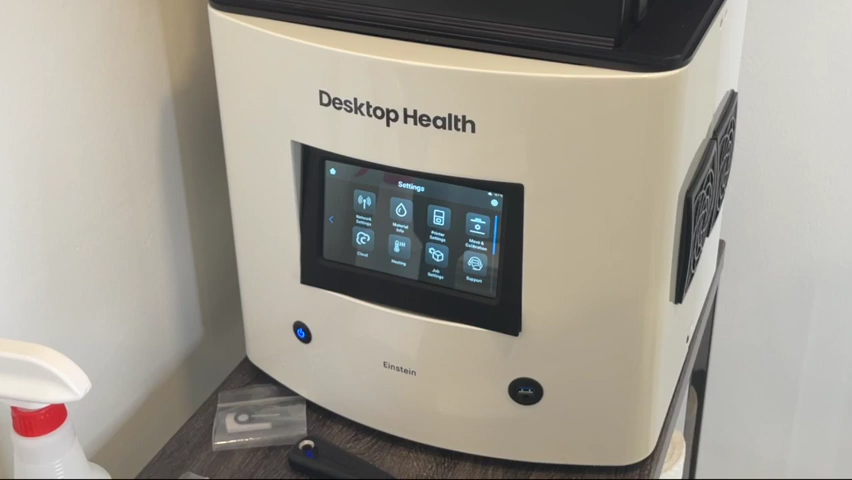 Desktop Health
Settings
Network
Settings
Material
Info
Printer
Settings
Move &
Calibration
Cloud
Heating
Job
Settings
Support
Einstein